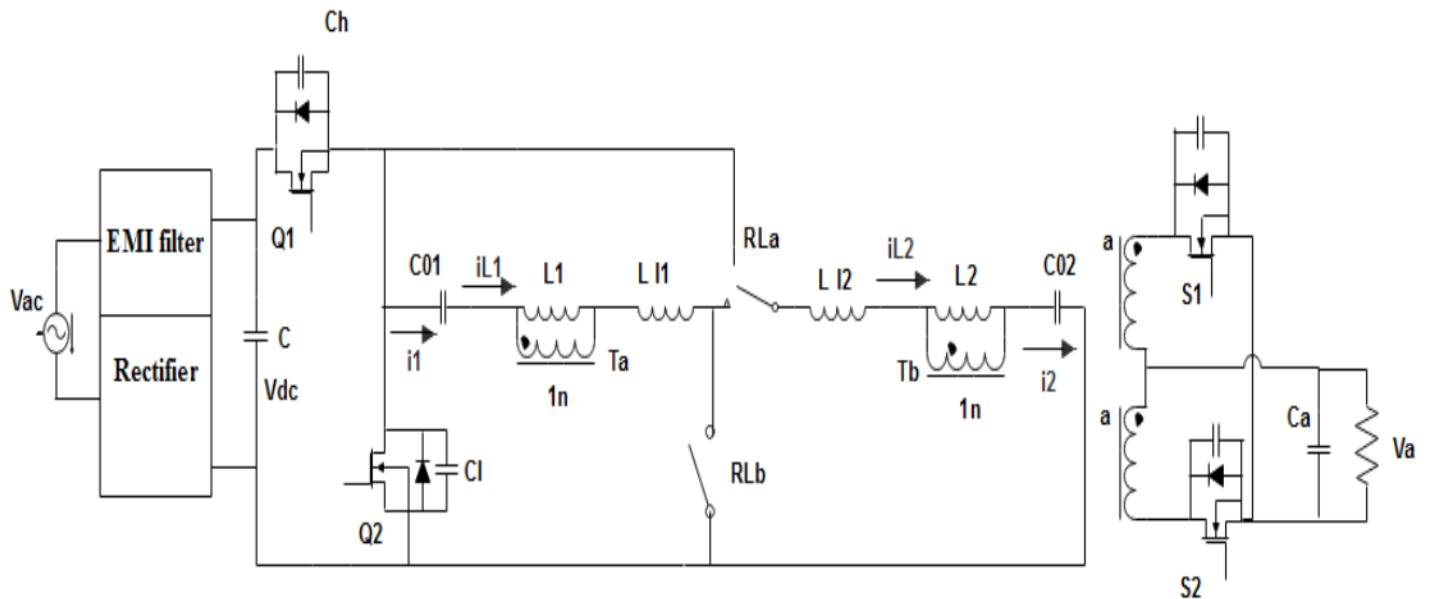 Ch
EMI filter
Rectifier
Vac
Q1
C
Vdc
C01
iL1
L1
L l1
i1
Ta
1n
Cl
Q2
RLa
RLb
L l2
iL2
L2
C02
Tb
1n
i2
a
S1
a
Ca
Va
S2